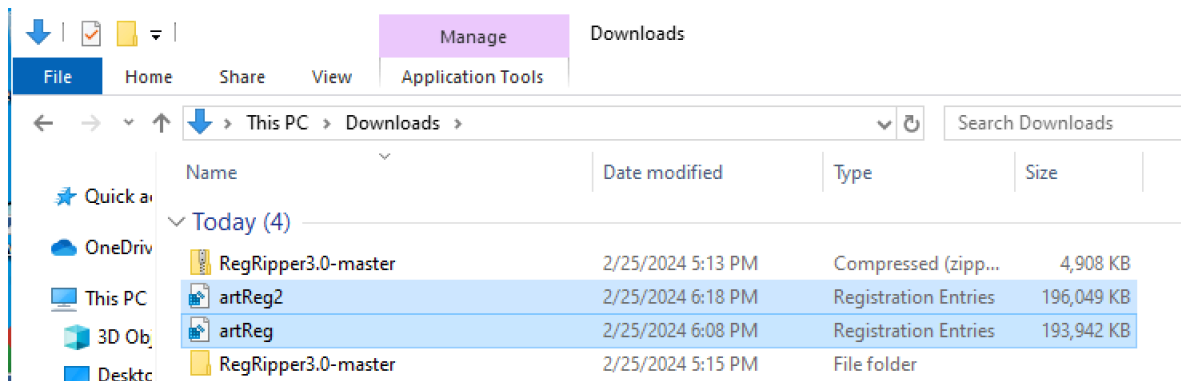 Manage Downloads
File Home Share View Application Tools
This PC Downloads Search Downloads
Name Date modified Type Size
Quick a
Today (4)
OneDriv
RegRipper3.0-master 2/25/2024 5:13 PM Compressed (zipp... 4,908 KB
This PC artReg2 2/25/2024 6:18 PM Registration Entries 196,049 KB
3D Ob artReg 2/25/2024 6:08 PM Registration Entries 193,942 KB
Deskt RegRipper3.0-master 2/25/2024 5:15 PM File folder